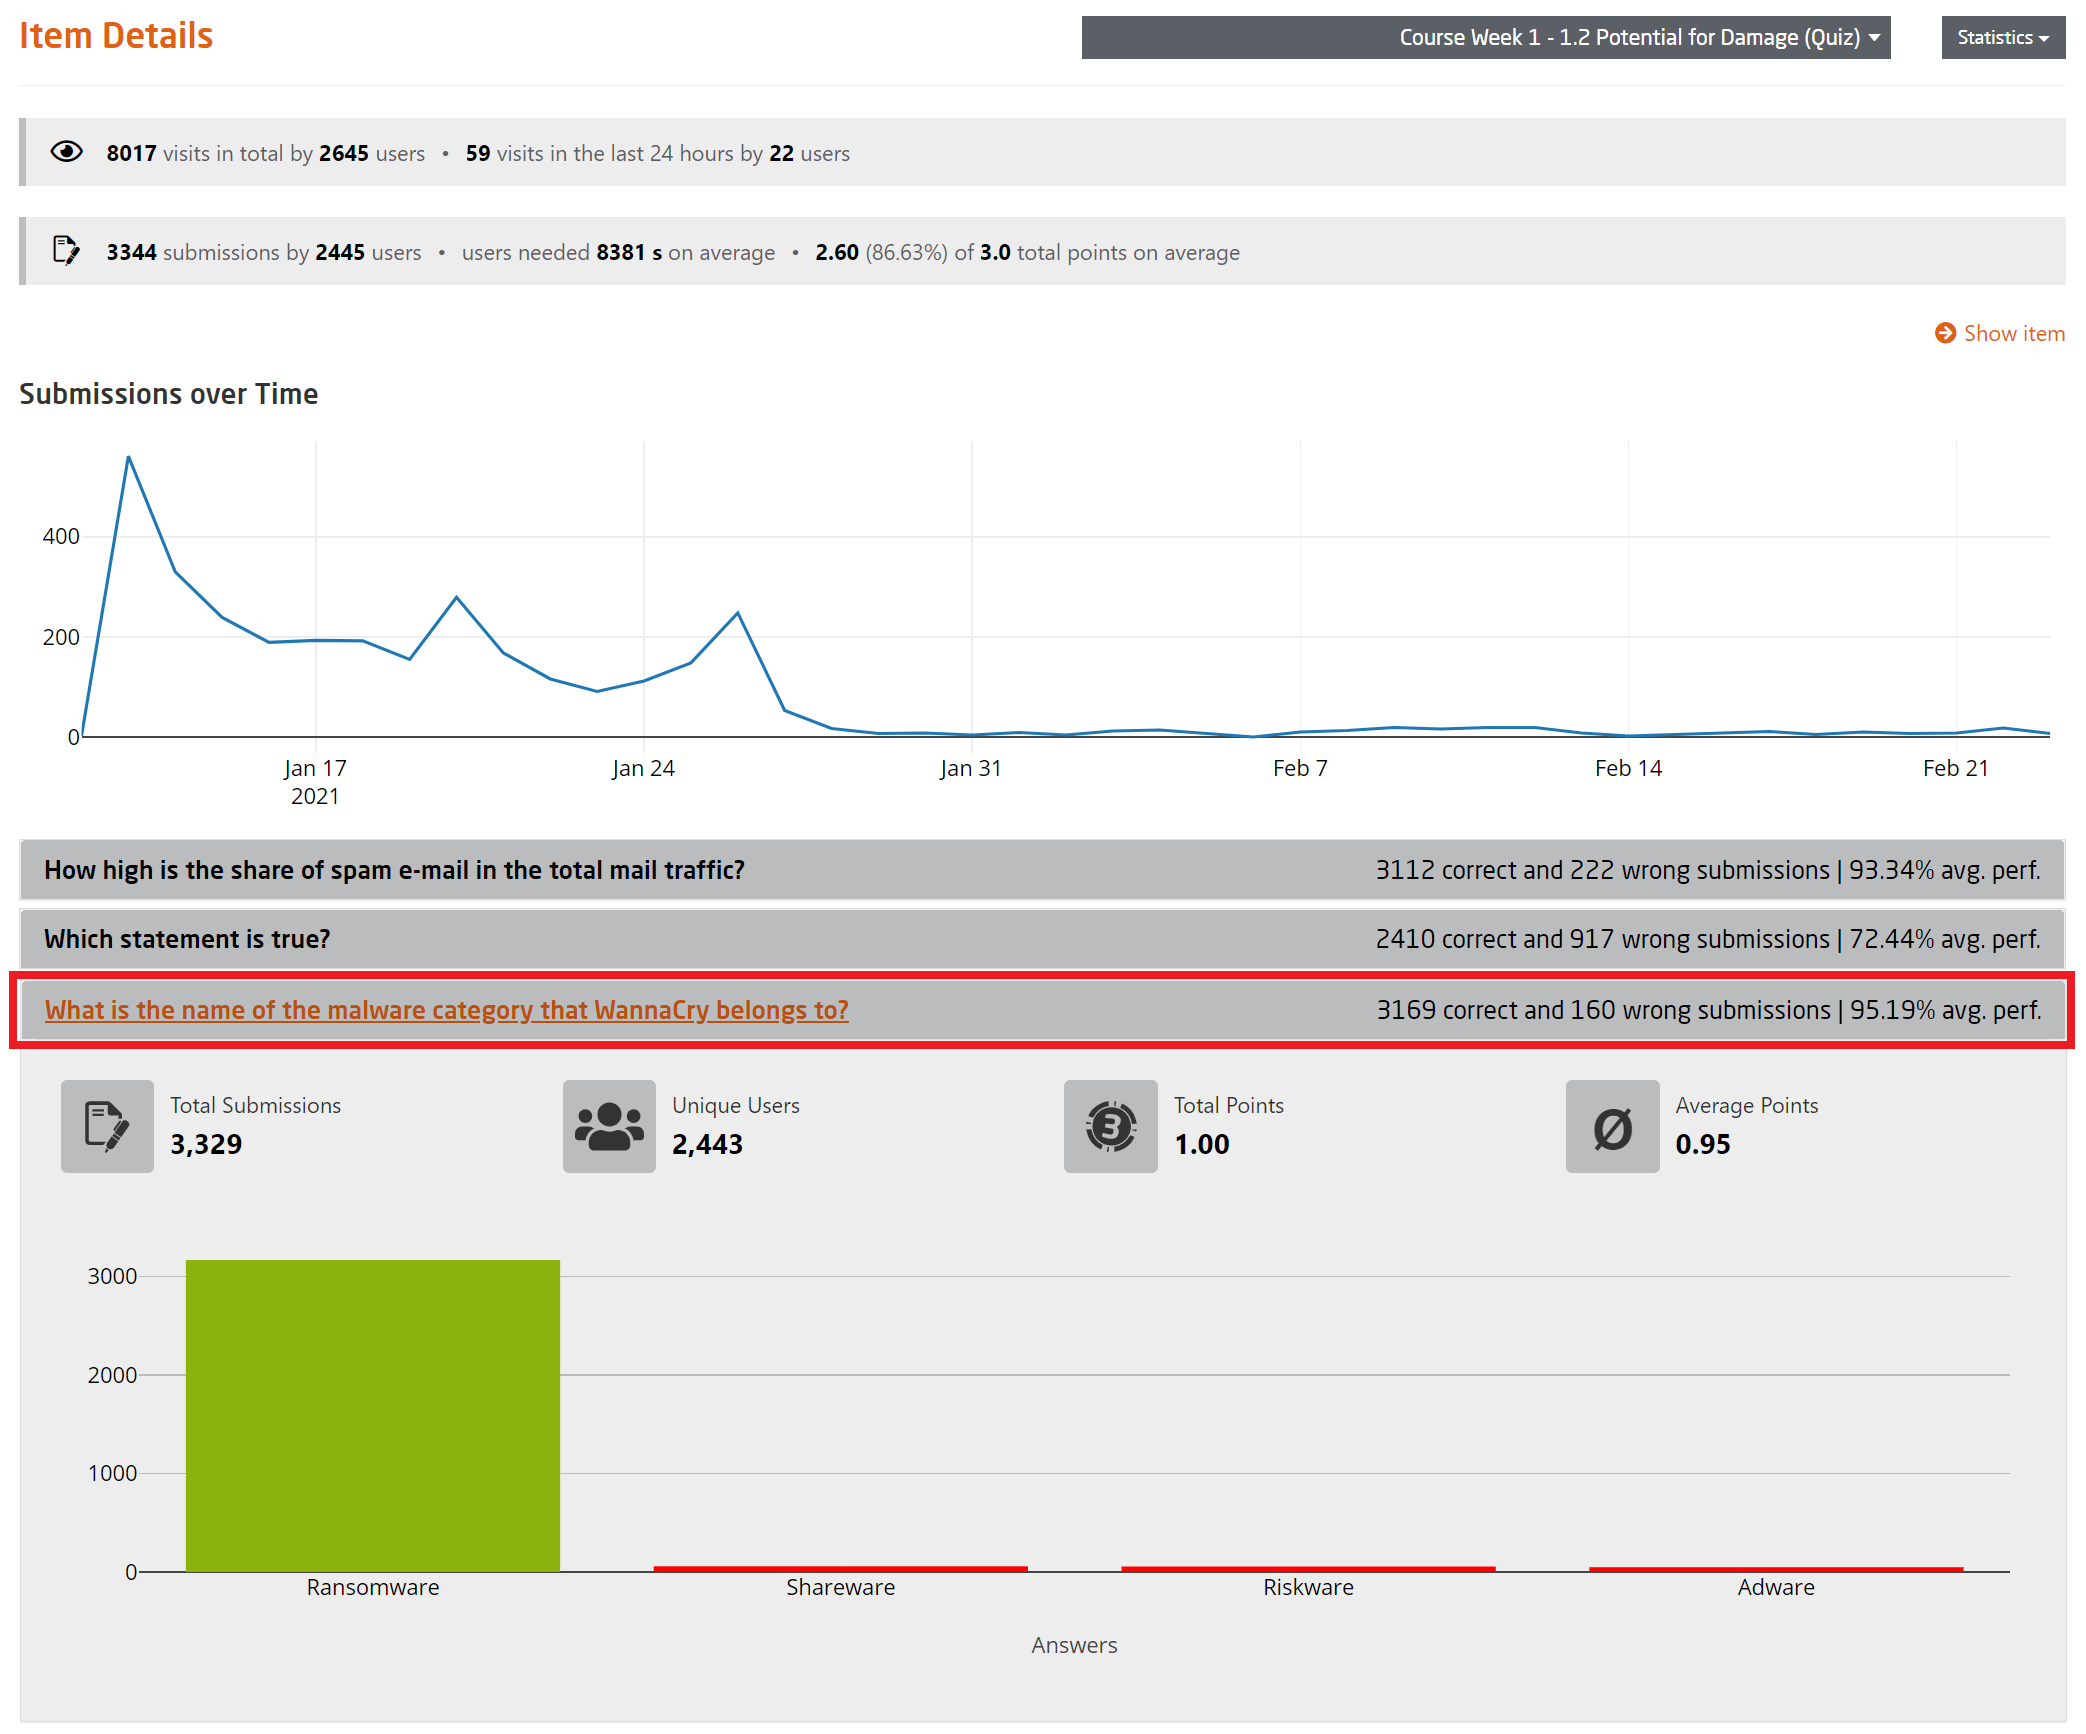 Item Details
Course Week 1 - 1.2 Potential for Damage (Quiz)
Statistics
8017 visits in total by 2645 users • 59 visits in the last 24 hours by 22 users
3344 submissions by 2445 users • users needed 8381 s on average • 2.60 (86.63%) of 3.0 total points on average
Show item
Submissions over Time
400
200
0
Jan 17
2021
Jan 24
Jan 31
Feb 7
Feb 14
Feb 21
How high is the share of spam e-mail in the total mail traffic?
3112 correct and 222 wrong submissions | 93.34% avg. perf.
Which statement is true?
2410 correct and 917 wrong submissions | 72.44% avg. perf.
What is the name of the malware category that WannaCry belongs to?
3169 correct and 160 wrong submissions | 95.19% avg. perf.
Total Submissions
3,329
Unique Users
2,443
3
Total Points
1.00
Ø
Average Points
0.95
3000
2000
1000
0
Ransomware
Shareware
Riskware
Adware
Answers